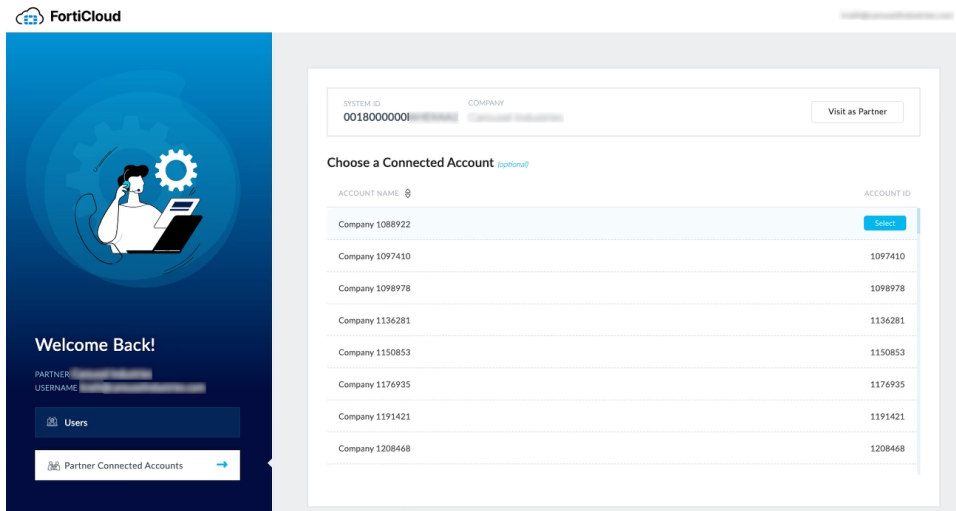 FortiCloud
SYSTEM ID
COMPANY
0018000000
Visit as Partner
Choose a Connected Account (optional)
ACCOUNT NAME
ACCOUNT ID
Company 1088922
Select
Company 1097410
1097410
Company 1098978
1098978
Company 1136281
1136281
Company 1150853
1150853
Company 1176935
1176935
Company 1191421
1191421
Company 1208468
1208468
Welcome Back!
PARTNER
USERNAME
Users
Partner Connected Accounts